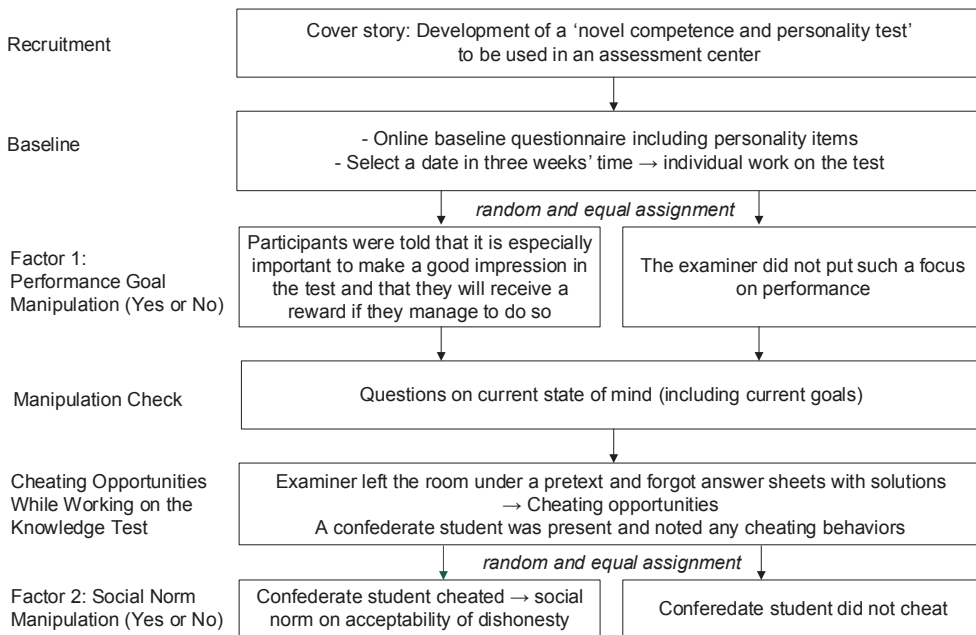 Recruitment
Cover story: Development of a ‘novel competence and personality test’
to be used in an assessment center
Baseline
- Online baseline questionnaire including personality items
- Select a date in three weeks’ time → individual work on the test
random and equal assignment
Factor 1:
Performance Goal
Manipulation (Yes or No)
Participants were told that it is especially
important to make a good impression in
the test and that they will receive a
reward if they manage to do so
The examiner did not put such a focus
on performance
Manipulation Check
Questions on current state of mind (including current goals)
Cheating Opportunities
While Working on the
Knowledge Test
Examiner left the room under a pretext and forgot answer sheets with solutions
→ Cheating opportunities
A confederate student was present and noted any cheating behaviors
random and equal assignment
Factor 2: Social Norm
Manipulation (Yes or No)
Confederate student cheated → social
norm on acceptability of dishonesty
Conferedate student did not cheat